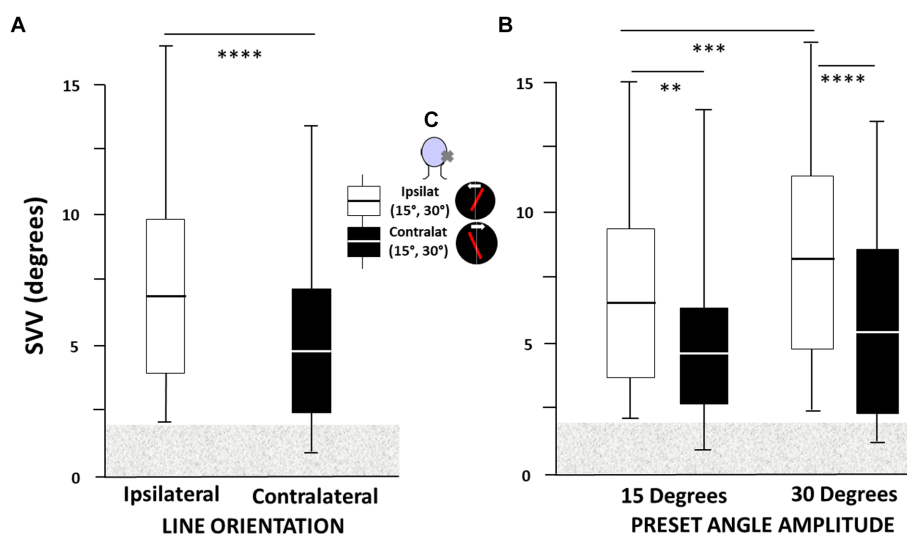 A
****
SVV (degrees)
15
10
5
0
Ipsilateral
Contralateral
LINE ORIENTATION
C
Ipsilat
(15°, 30°)
Contralat
(15°, 30°)
B
***
**
****
15
10
5
0
15 Degrees
30 Degrees
PRESET ANGLE AMPLITUDE